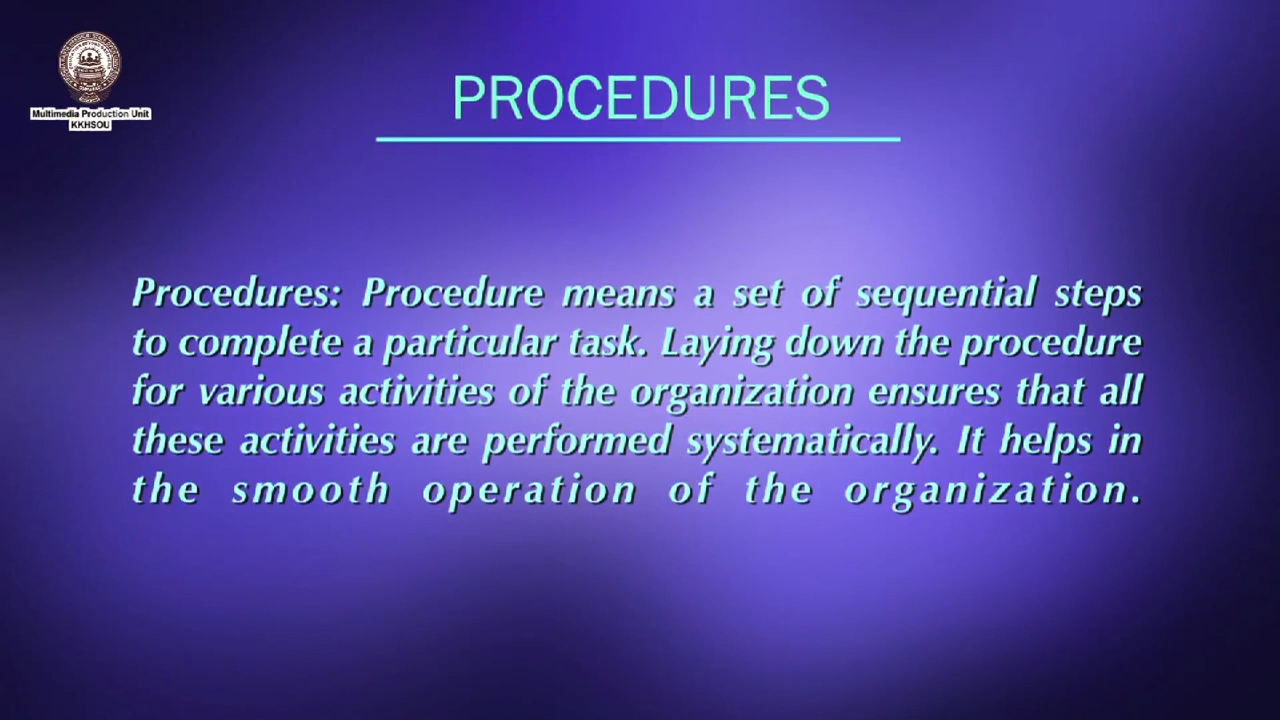 Multimedia Production Unit
KKHSOU
PROCEDURES
Procedures: Procedure means a set of sequential steps
to complete a particular task. Laying down the procedure
for various activities of the organization ensures that all
these activities are performed systematically. It helps in
the smooth operation of the organization.